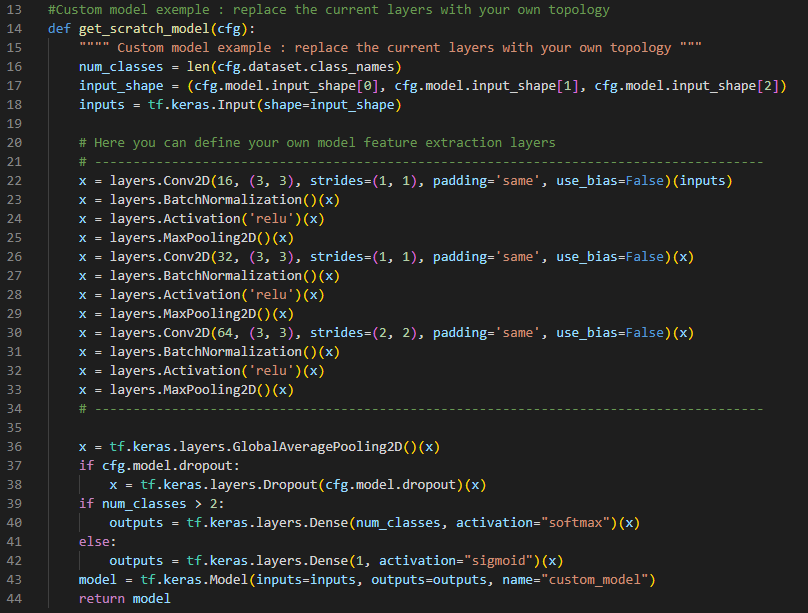 13 #Custom model exemple : replace the current layers with your own topology
14 def get_scratch_model(cfg):
15     """" Custom model example : replace the current layers with your own topology """
16     num_classes = len(cfg.dataset.class_names)
17     input_shape = (cfg.model.input_shape[0], cfg.model.input_shape[1], cfg.model.input_shape[2])
18     inputs = tf.keras.Input(shape=input_shape)
19
20     # Here you can define your own model feature extraction layers
21     # ---------------------------------------------------------------------------------------
22     x = layers.Conv2D(16, (3, 3), strides=(1, 1), padding='same', use_bias=False)(inputs)
23     x = layers.BatchNormalization()(x)
24     x = layers.Activation('relu')(x)
25     x = layers.MaxPooling2D()(x)
26     x = layers.Conv2D(32, (3, 3), strides=(1, 1), padding='same', use_bias=False)(x)
27     x = layers.BatchNormalization()(x)
28     x = layers.Activation('relu')(x)
29     x = layers.MaxPooling2D()(x)
30     x = layers.Conv2D(64, (3, 3), strides=(2, 2), padding='same', use_bias=False)(x)
31     x = layers.BatchNormalization()(x)
32     x = layers.Activation('relu')(x)
33     x = layers.MaxPooling2D()(x)
34     # ---------------------------------------------------------------------------------------
35
36     x = tf.keras.layers.GlobalAveragePooling2D()(x)
37     if cfg.model.dropout:
38         x = tf.keras.layers.Dropout(cfg.model.dropout)(x)
39     if num_classes > 2:
40         outputs = tf.keras.layers.Dense(num_classes, activation="softmax")(x)
41     else:
42         outputs = tf.keras.layers.Dense(1, activation="sigmoid")(x)
43     model = tf.keras.Model(inputs=inputs, outputs=outputs, name="custom_model")
44     return model